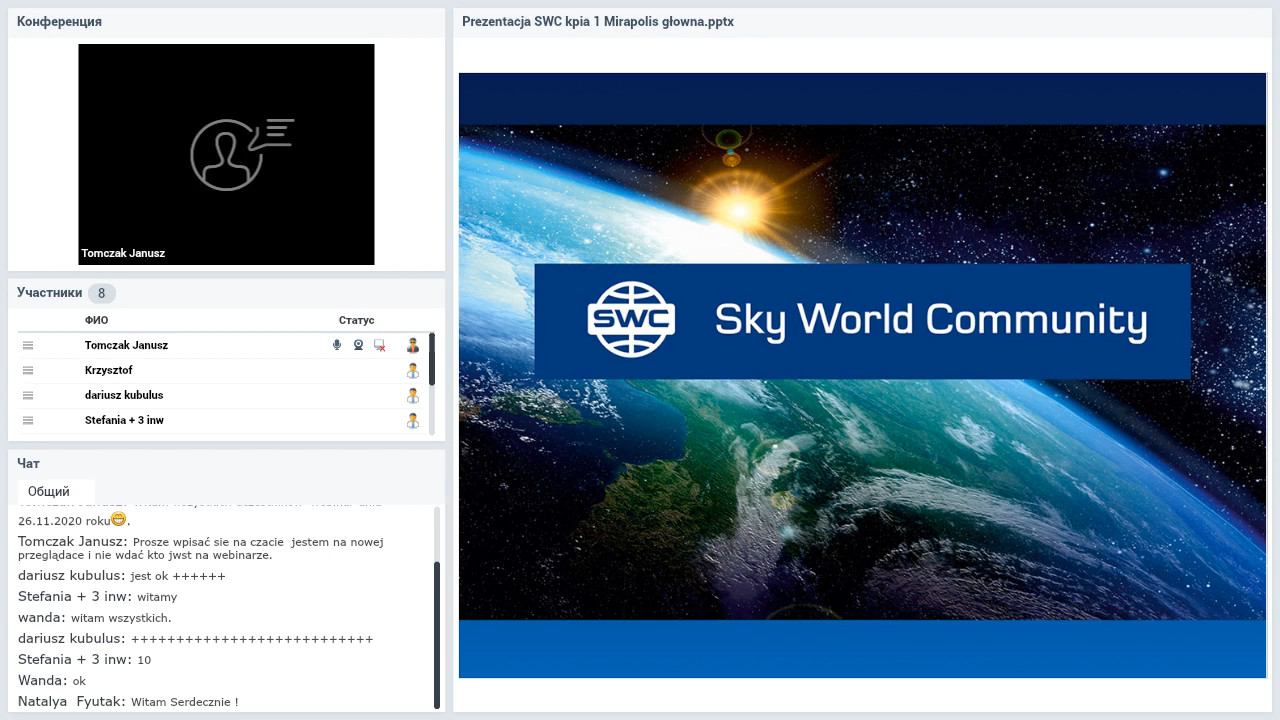 Конференция
Tomczak Janusz
Участники 8
ФИО Статус
Tomczak Janusz
Krzysztof
dariusz kubulus
Stefania + 3 inw
Чат
Общий
26.11.2020 roku😁.
Tomczak Janusz: Prosze wpisać sie na czacie jestem na nowej
przeglądace i nie wdać kto jwst na webinarze.
dariusz kubulus: jest ok ++++++
Stefania + 3 inw: witamy
wanda: witam wszystkich.
dariusz kubulus: +++++++++++++++++++++++++++
Stefania + 3 inw: 10
Wanda: ok
Natalya Fyutak: Witam Serdecznie !
Prezentacja SWC kpia 1 Mirapolis głowna.pptx
SWC Sky World Community